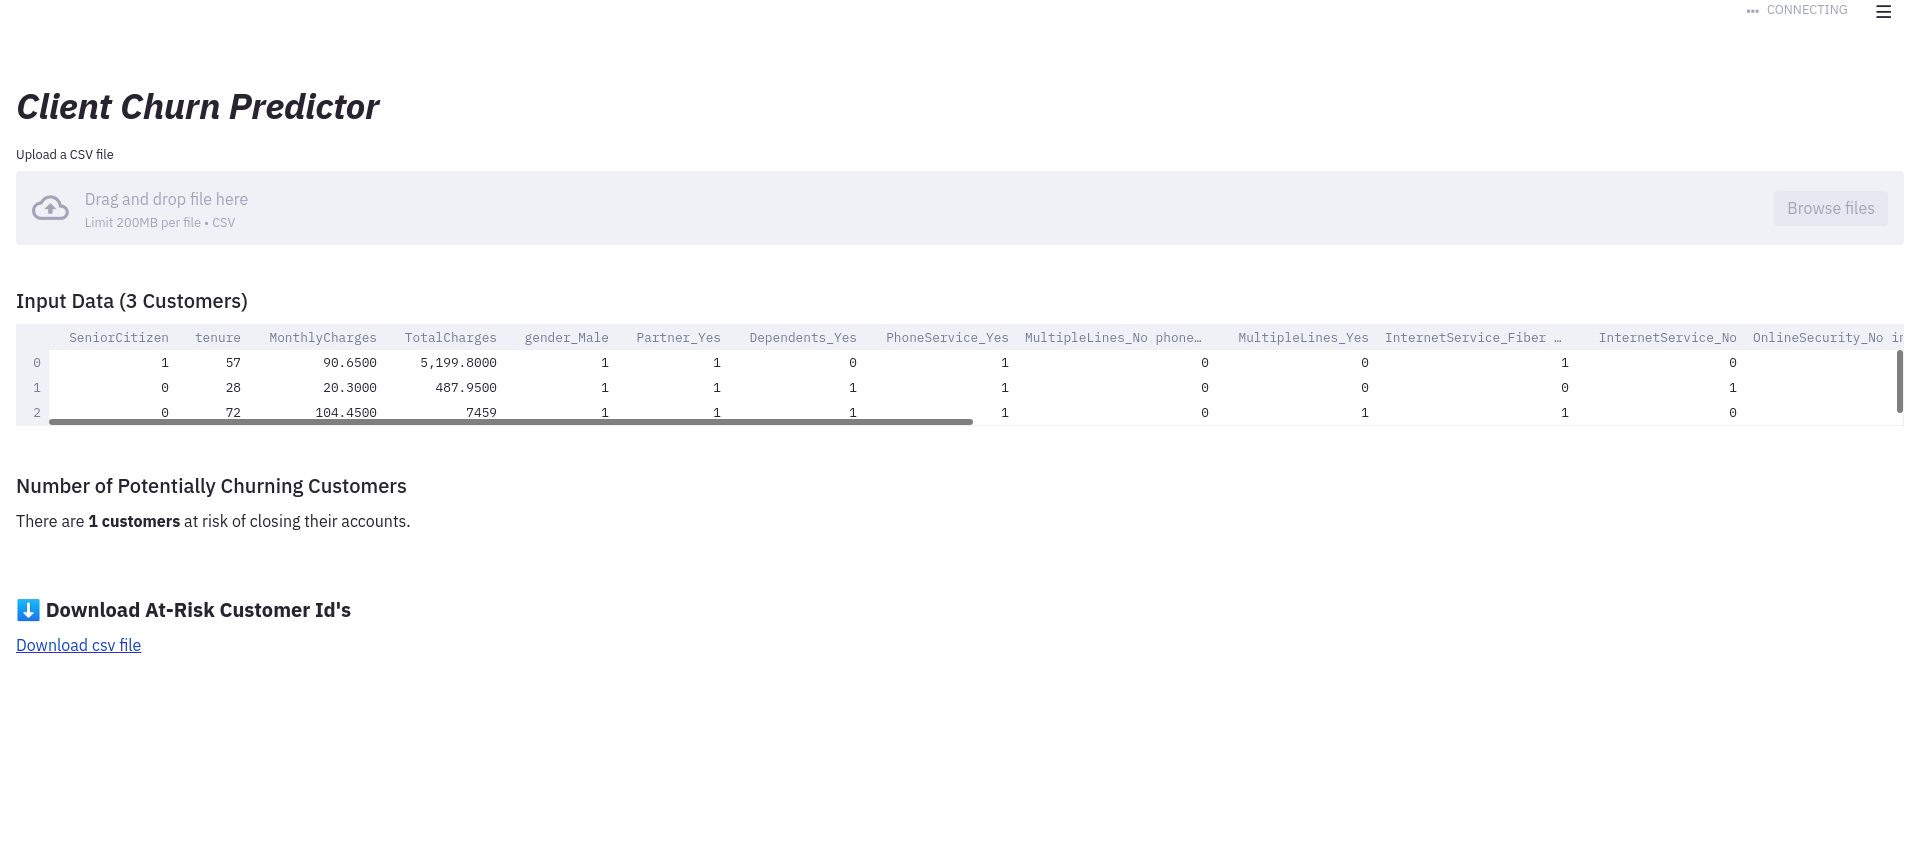 CONNECTING
Client Churn Predictor
Upload a CSV file
Drag and drop file here
Limit 200MB per file • CSV
Browse files
Input Data (3 Customers)
SeniorCitizen tenure MonthlyCharges TotalCharges gender_Male Partner_Yes Dependents_Yes PhoneService_Yes MultipleLines_No phone… MultipleLines_Yes InternetService_Fiber … InternetService_No OnlineSecurity_No in
0 1 57 90.6500 5,199.8000 1 1 0 1 0 0 1 0
1 0 28 20.3000 487.9500 1 1 1 1 0 0 0 1
2 0 72 104.4500 7459 1 1 1 1 0 1 1 0
Number of Potentially Churning Customers
There are 1 customers at risk of closing their accounts.
⬇️ Download At-Risk Customer Id's
Download csv file